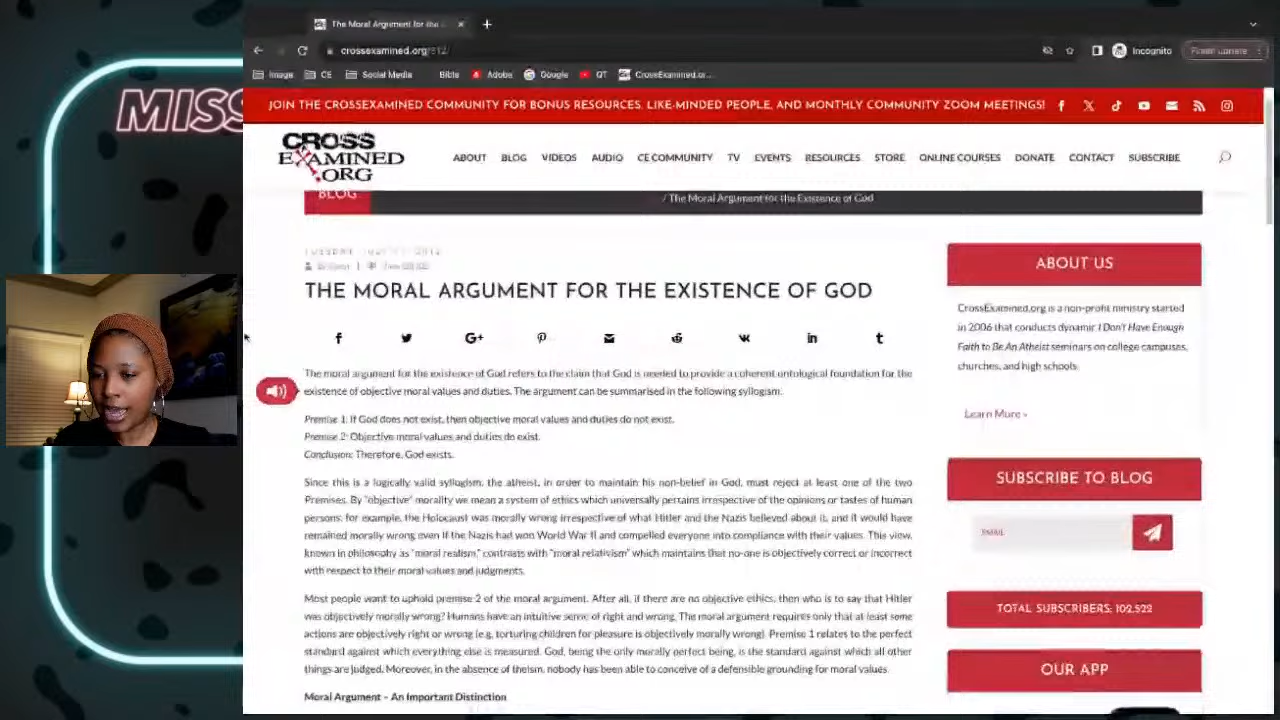 MISS
The Moral Argument for the
crossexamined.org/812/
Incognito
Image
CE
Social Media
Bible
Adobe
Google
QT
CrossExamined.or...
JOIN THE CROSSEXAMINED COMMUNITY FOR BONUS RESOURCES, LIKE-MINDED PEOPLE, AND MONTHLY COMMUNITY ZOOM MEETINGS!
CROSS
EXAMINED
.ORG
ABOUT
BLOG
VIDEOS
AUDIO
CE COMMUNITY
TV
EVENTS
RESOURCES
STORE
ONLINE COURSES
DONATE
CONTACT
SUBSCRIBE
BLOG
/ The Moral Argument for the Existence of God
THE MORAL ARGUMENT FOR THE EXISTENCE OF GOD
The moral argument for the existence of God refers to the claim that God is needed to provide a coherent ontological foundation for the
existence of objective moral values and duties. The argument can be summarised in the following syllogism:
Premise 1: If God does not exist, then objective moral values and duties do not exist.
Premise 2: Objective moral values and duties do exist.
Conclusion: Therefore, God exists.
Since this is a logically valid syllogism, the atheist, in order to maintain his non-belief in God, must reject at least one of the two
Premises. By "objective" morality we mean a system of ethics which universally pertains irrespective of the opinions or tastes of human
persons: for example, the Holocaust was morally wrong irrespective of what Hitler and the Nazis believed about it, and it would have
remained morally wrong even if the Nazis had won World War II and compelled everyone into compliance with their values. This view,
known in philosophy as "moral realism," contrasts with "moral relativism" which maintains that no-one is objectively correct or incorrect
with respect to their moral values and judgments.
Most people want to uphold premise 2 of the moral argument. After all, if there are no objective ethics, then who is to say that Hitler
was objectively morally wrong? Humans have an intuitive sense of right and wrong. The moral argument requires only that at least some
actions are objectively right or wrong (e.g. torturing children for pleasure is objectively morally wrong). Premise 1 relates to the perfect
standard against which everything else is measured. God, being the only morally perfect being, is the standard against which all other
things are judged. Moreover, in the absence of theism, nobody has been able to conceive of a defensible grounding for moral values.
Moral Argument – An Important Distinction
ABOUT US
CrossExamined.org is a non-profit ministry started
in 2006 that conducts dynamic I Don't Have Enough
Faith to Be An Atheist seminars on college campuses,
churches, and high schools.
Learn More »
SUBSCRIBE TO BLOG
EMAIL
TOTAL SUBSCRIBERS: 102,522
OUR APP